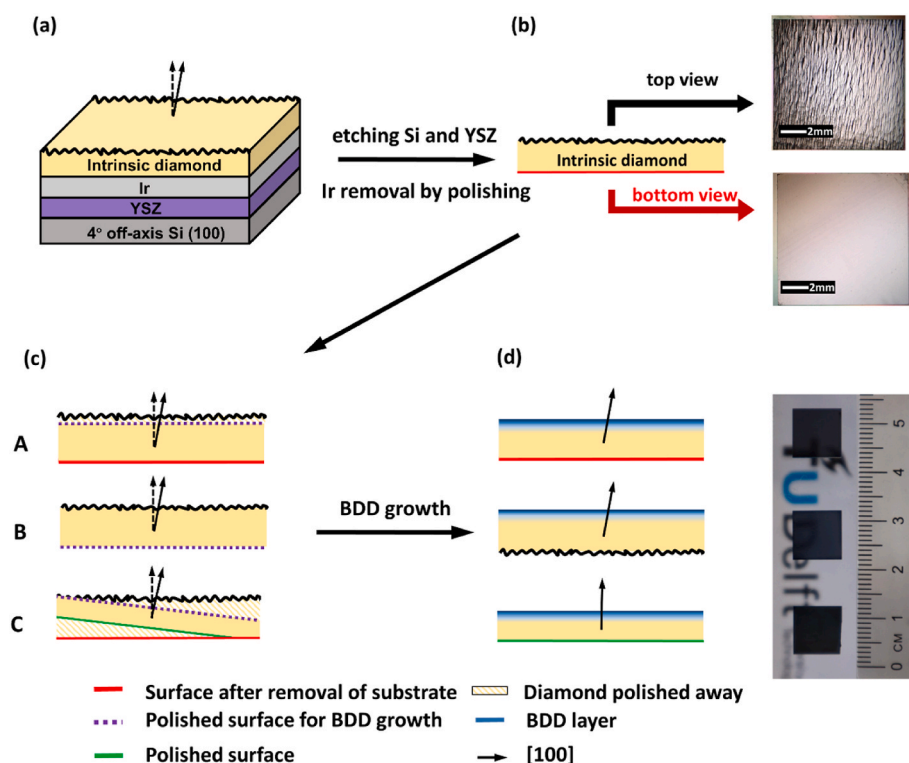 (a)
Intrinsic diamond
Ir
YSZ
4° off-axis Si (100)
etching Si and YSZ
Ir removal by polishing
(b)
top view
Intrinsic diamond
bottom view
2mm
2mm
(c)
A
B
C
BDD growth
(d)
TU
Delft
5
4
3
2
1
0 CM
Surface after removal of substrate
Polished surface for BDD growth
Polished surface
Diamond polished away
BDD layer
[100]